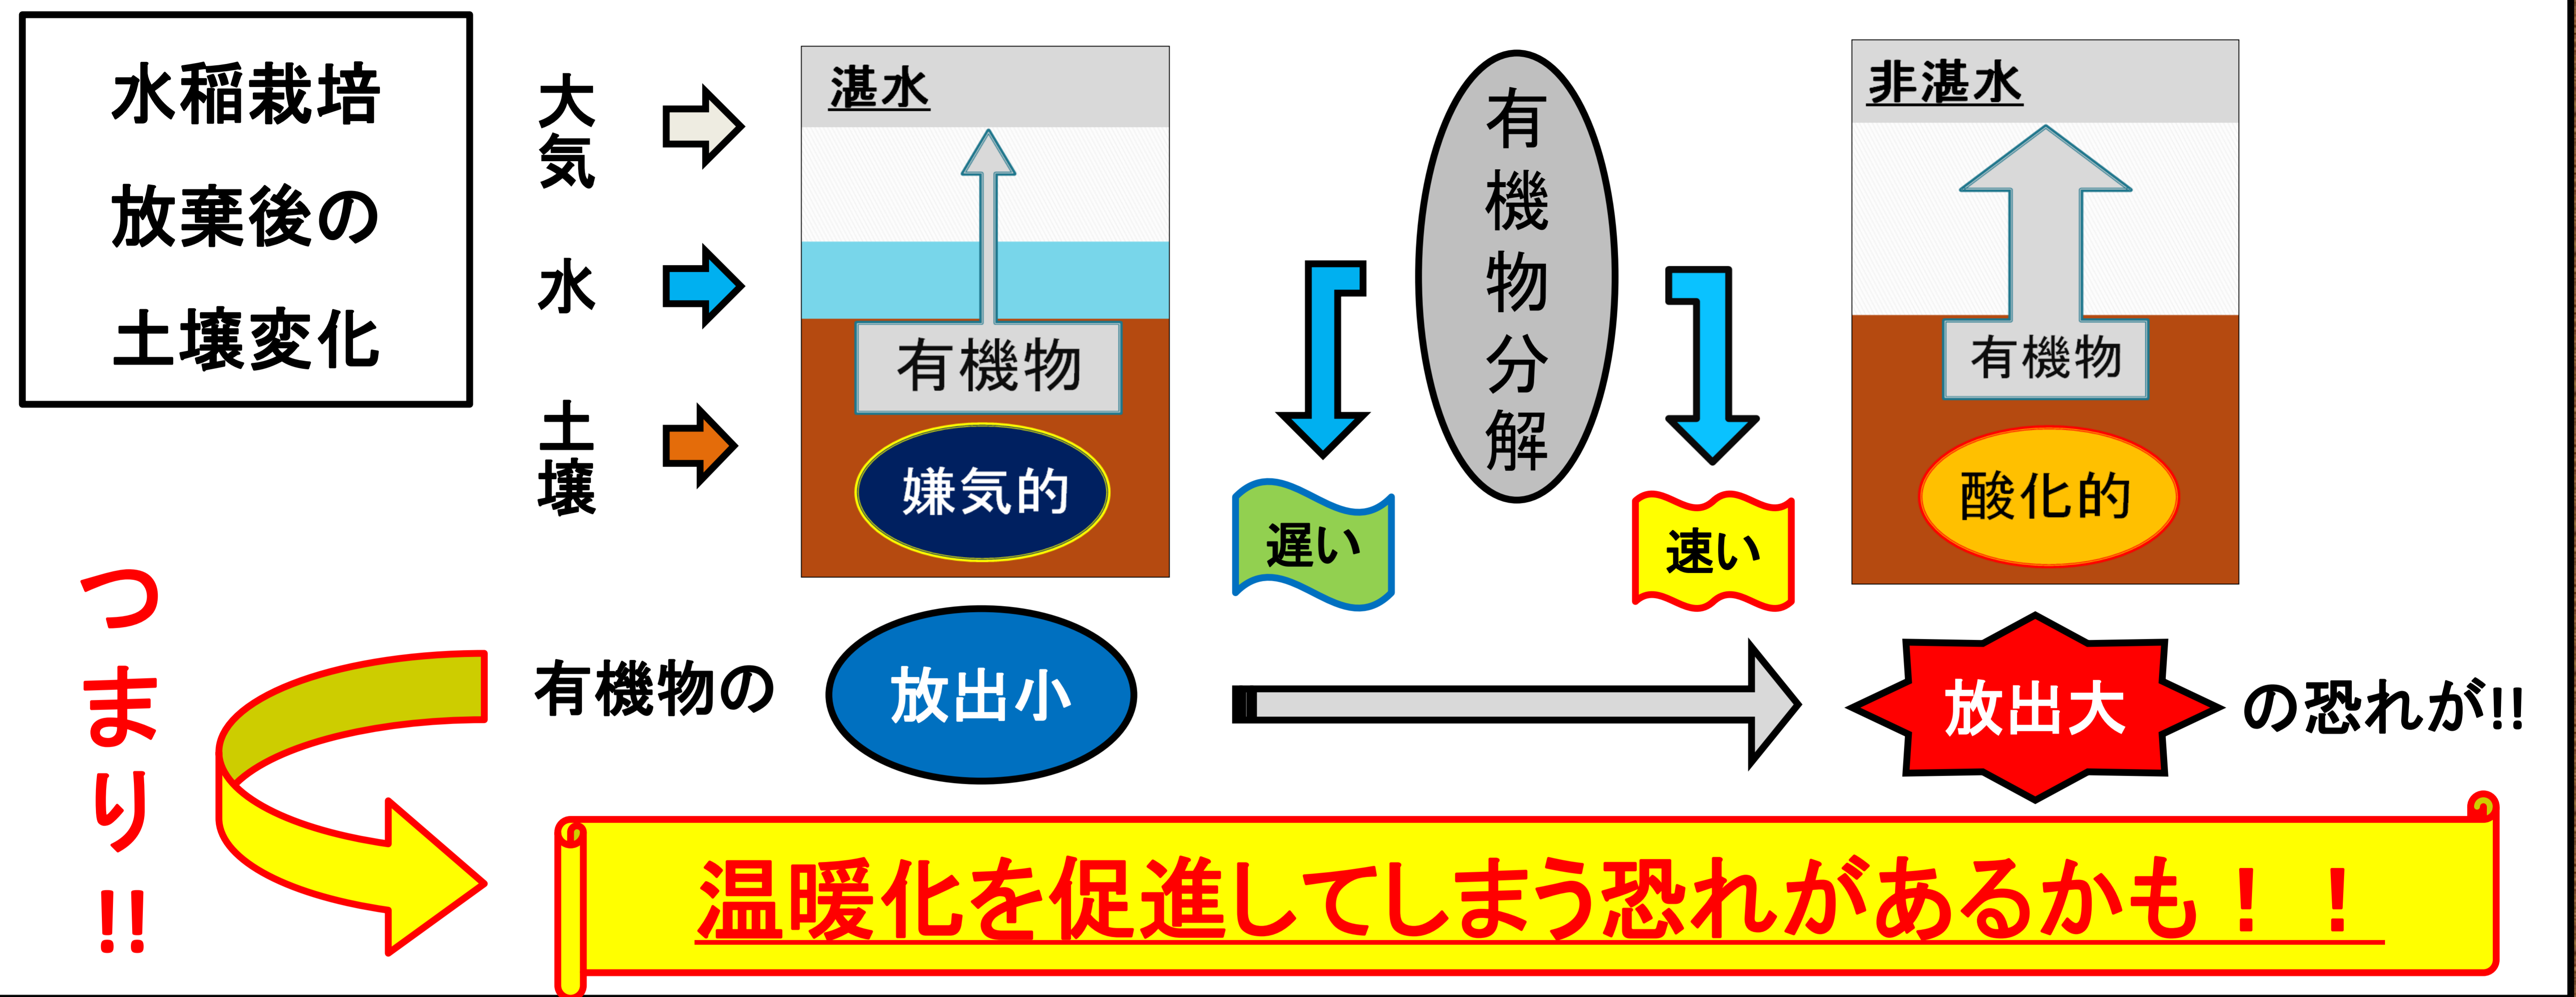 水稲栽培
放棄後の
土壌変化
大気
水
土壌
湛水
有機物
嫌気的
有機物分解
遅い
速い
非湛水
有機物
酸化的
つまり!!
有機物の
放出小
放出大
の恐れが!!
温暖化を促進してしまう恐れがあるかも！！